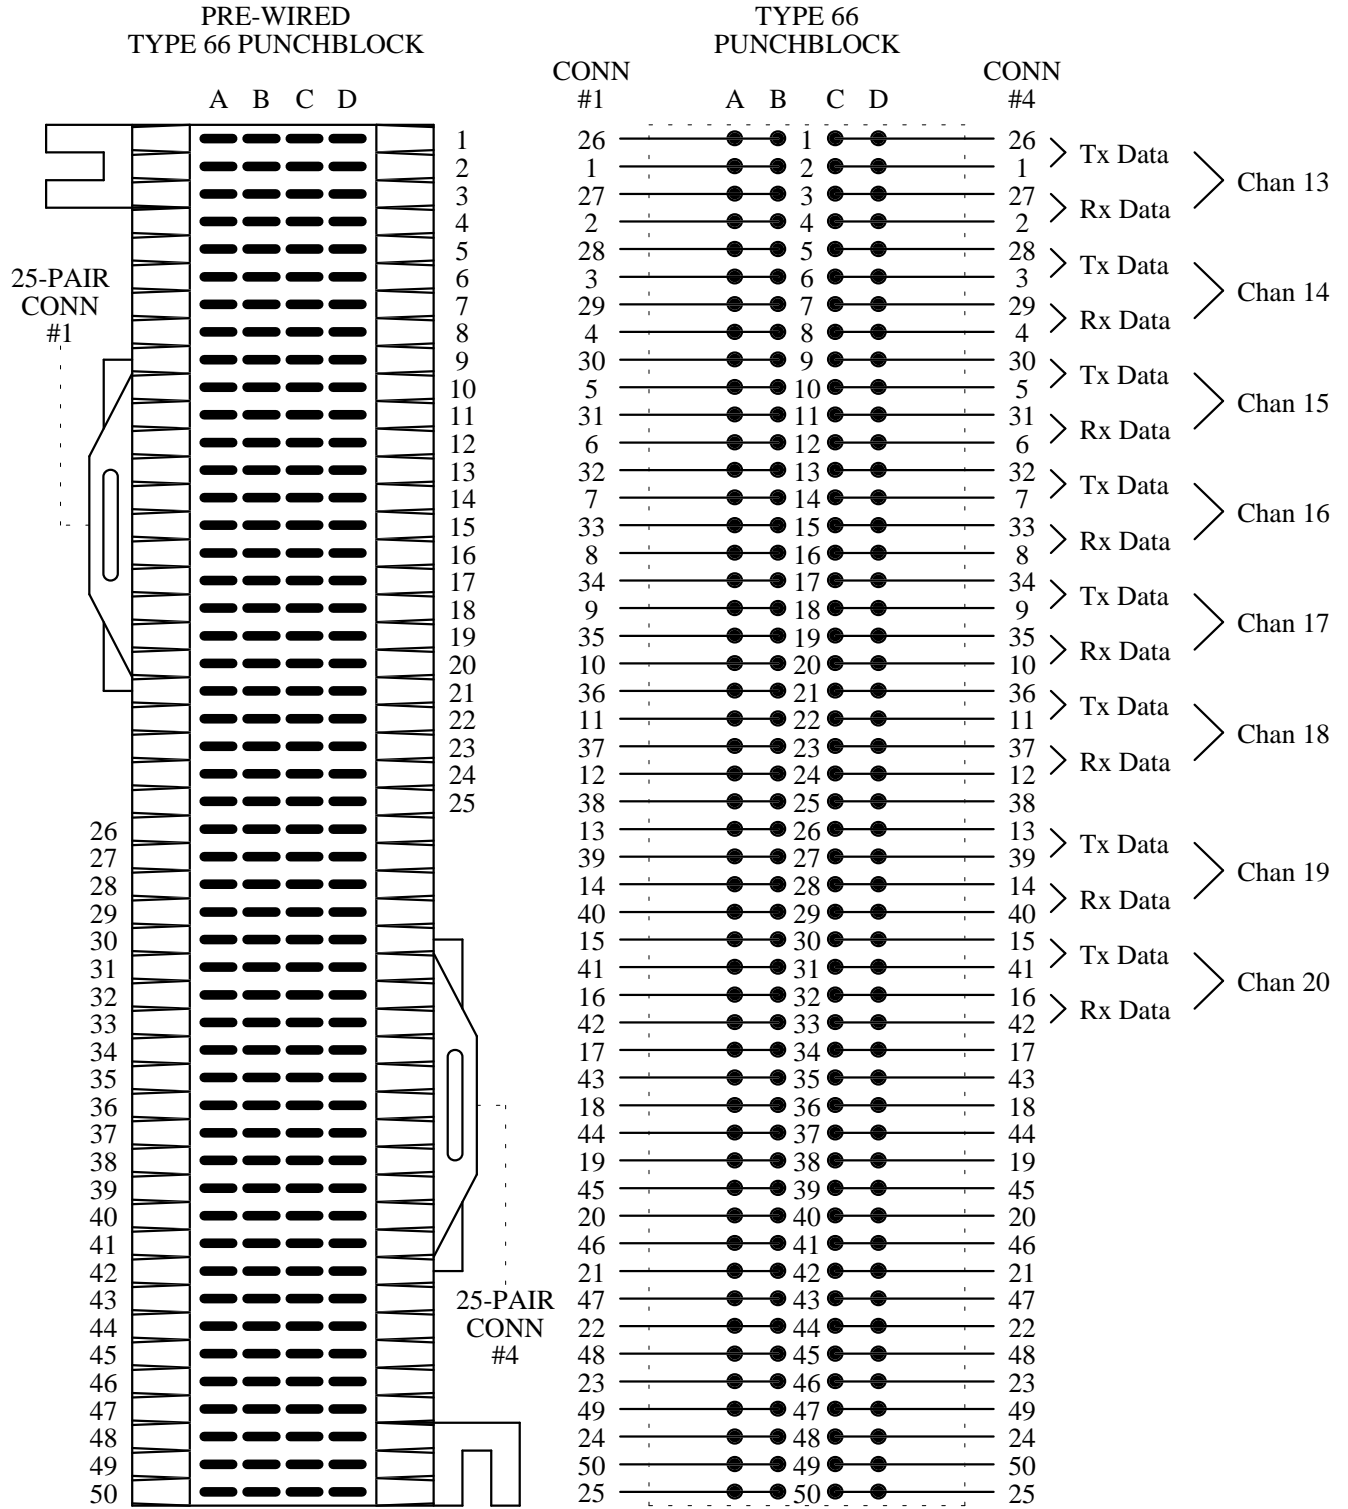 PRE-WIRED
TYPE 66 PUNCHBLOCK
TYPE 66
PUNCHBLOCK
CONN
#1
CONN
#4
A B C D
A B C D
1 26 1 26
2 1 2 1
3 27 3 27
4 2 4 2
5 28 5 28
6 3 6 3
7 29 7 29
8 4 8 4
9 30 9 30
10 5 10 5
11 31 11 31
12 6 12 6
13 32 13 32
14 7 14 7
15 33 15 33
16 8 16 8
17 34 17 34
18 9 18 9
19 35 19 35
20 10 20 10
21 36 21 36
22 11 22 11
23 37 23 37
24 12 24 12
25 38 25 38
26 13 26 13
27 39 27 39
28 14 28 14
29 40 29 40
30 15 30 15
31 41 31 41
32 16 32 16
33 42 33 42
34 17 34 17
35 43 35 43
36 18 36 18
37 44 37 44
38 19 38 19
39 45 39 45
40 20 40 20
41 46 41 46
42 21 42 21
43 47 43 47
44 22 44 22
45 48 45 48
46 23 46 23
47 49 47 49
48 24 48 24
49 50 49 50
50 25 50 25
25-PAIR
CONN
#1
25-PAIR
CONN
#4
Tx Data
Rx Data
Chan 13
Tx Data
Rx Data
Chan 14
Tx Data
Rx Data
Chan 15
Tx Data
Rx Data
Chan 16
Tx Data
Rx Data
Chan 17
Tx Data
Rx Data
Chan 18
Tx Data
Rx Data
Chan 19
Tx Data
Rx Data
Chan 20